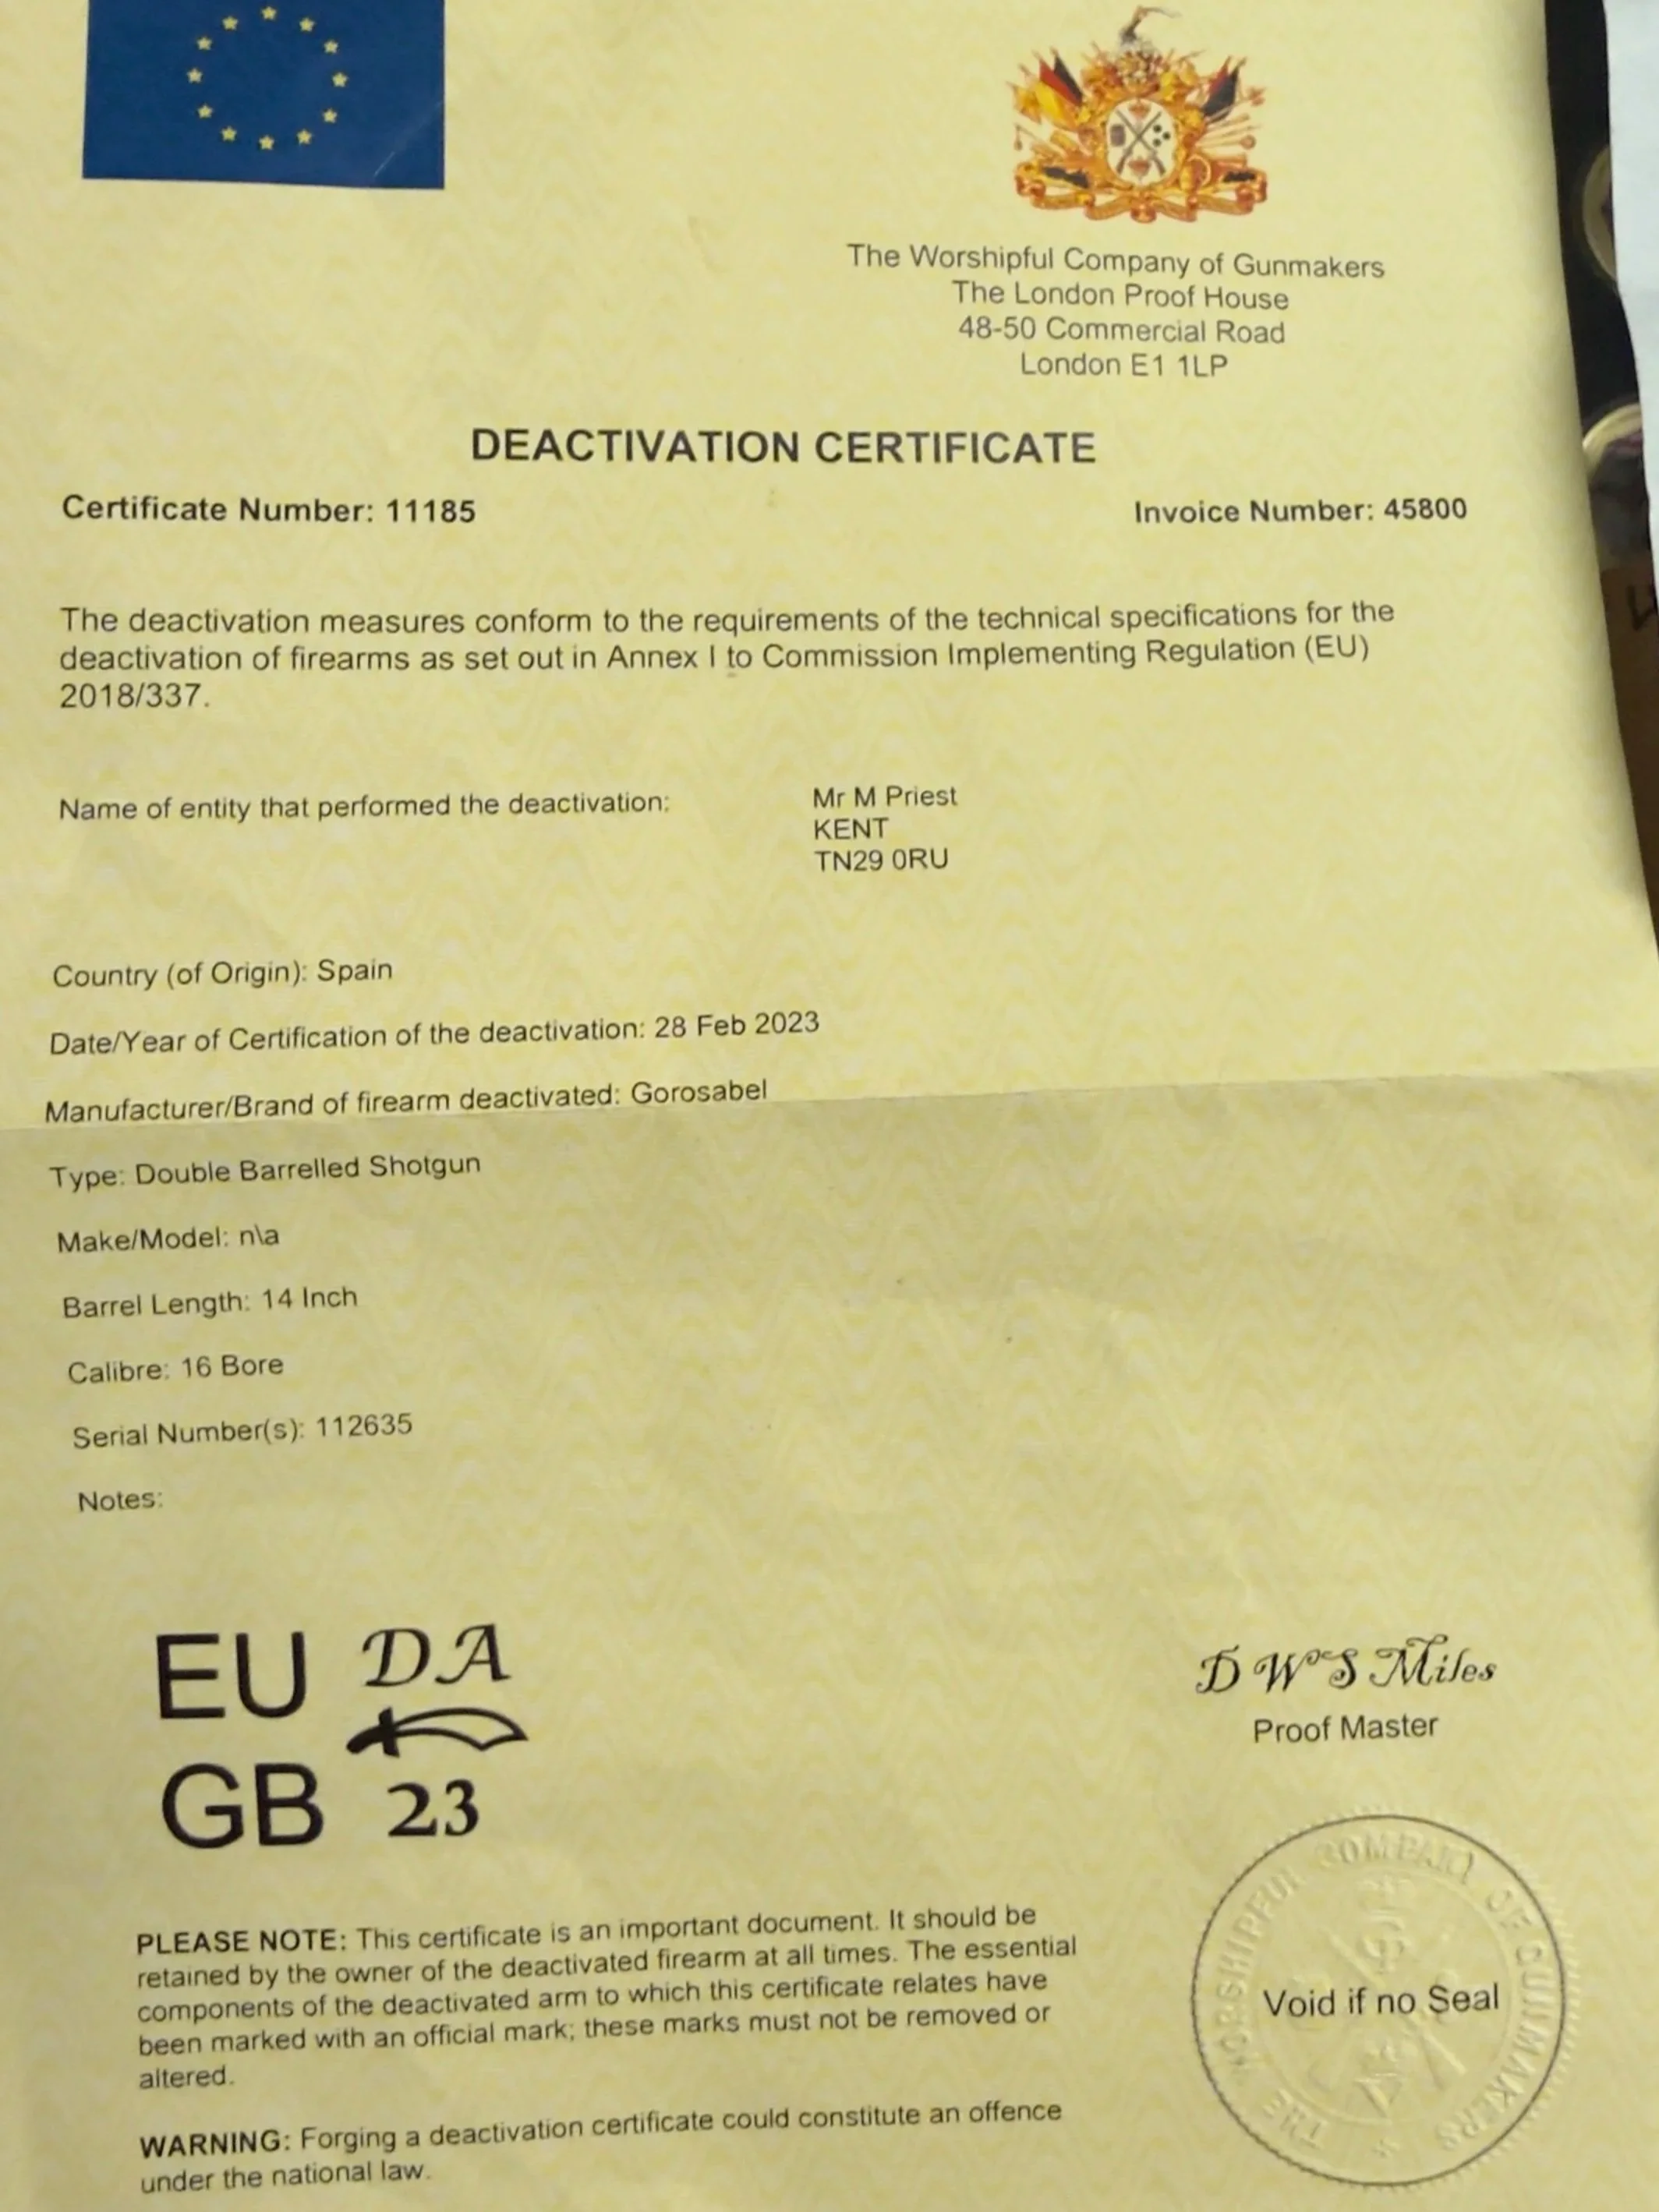 The Worshipful Company of Gunmakers
The London Proof House
48-50 Commercial Road
London E1 1LP
DEACTIVATION CERTIFICATE
Certificate Number: 11185
Invoice Number: 45800
The deactivation measures conform to the requirements of the technical specifications for the
deactivation of firearms as set out in Annex I to Commission Implementing Regulation (EU)
2018/337.
Name of entity that performed the deactivation:
Mr M Priest
KENT
TN29 0RU
Country (of Origin): Spain
Date/Year of Certification of the deactivation: 28 Feb 2023
Manufacturer/Brand of firearm deactivated: Gorosabel
Type: Double Barrelled Shotgun
Make/Model: n\a
Barrel Length: 14 Inch
Calibre: 16 Bore
Serial Number(s): 112635
Notes:
EU DA
GB 23
D W S Miles
Proof Master
PLEASE NOTE: This certificate is an important document. It should be
retained by the owner of the deactivated firearm at all times. The essential
components of the deactivated arm to which this certificate relates have
been marked with an official mark; these marks must not be removed or
altered.
WARNING: Forging a deactivation certificate could constitute an offence
under the national law.
THE WORSHIPFUL COMPANY OF GUNMAKERS
Void if no Seal